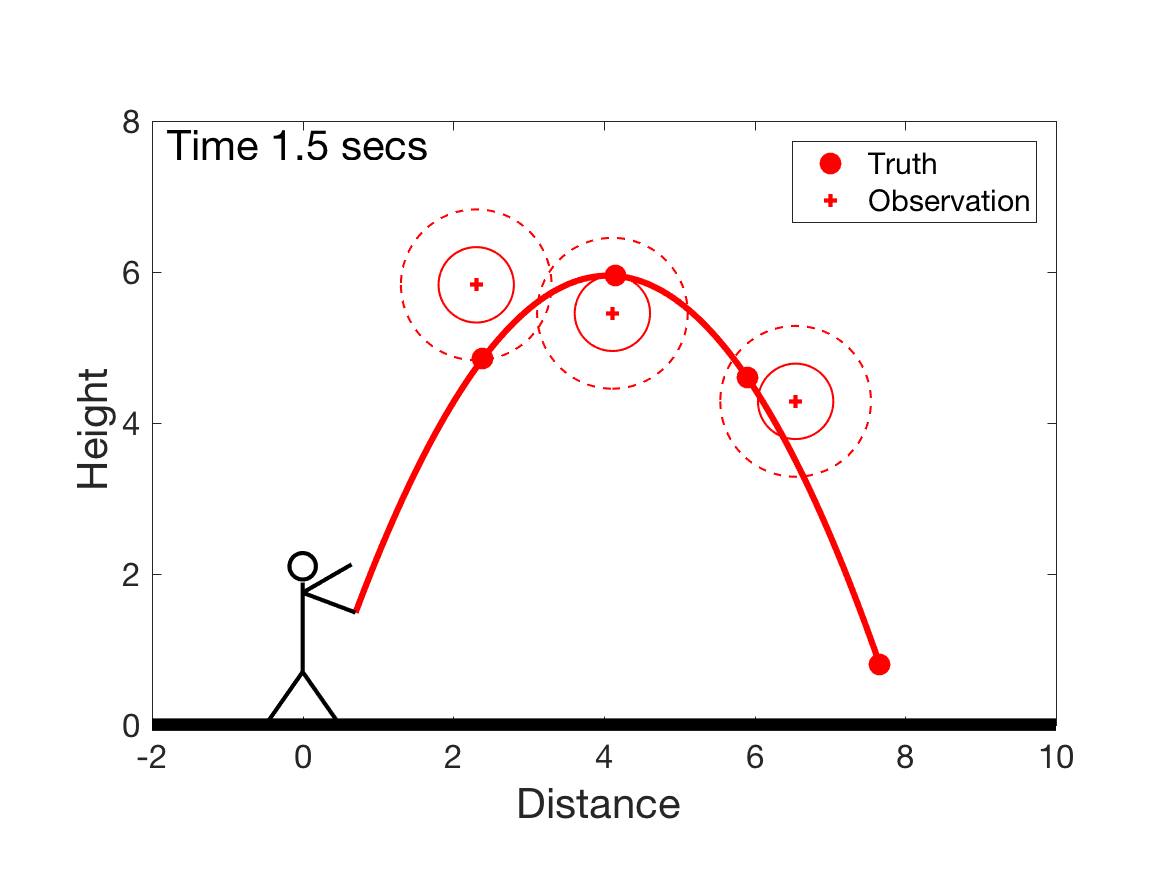 Time 1.5 secs
Truth
Observation
8
6
4
2
0
Height
-2 0 2 4 6 8 10
Distance